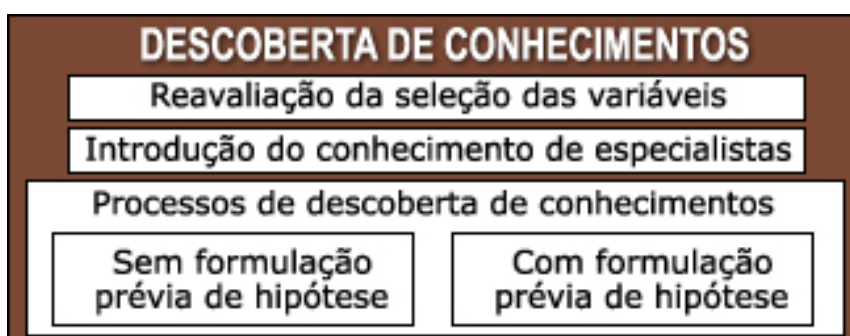 DESCOBERTA DE CONHECIMENTOS
Reavaliação da seleção das variáveis
Introdução do conhecimento de especialistas
Processos de descoberta de conhecimentos
Sem formulação
prévia de hipótese
Com formulação
prévia de hipótese